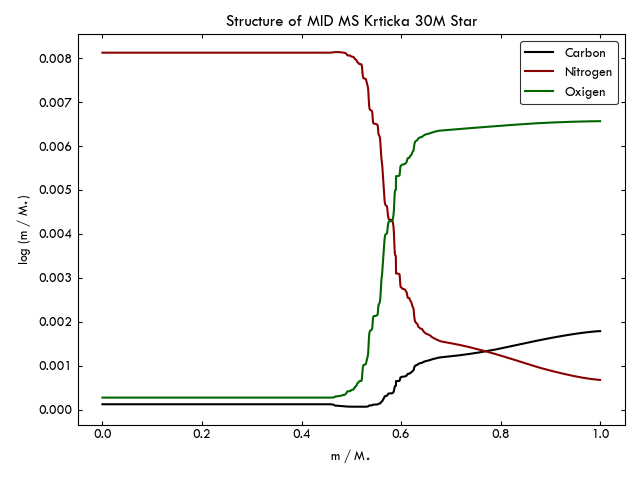 Structure of MID MS Krticka 30M Star
Carbon
Nitrogen
Oxigen
0.008
0.007
0.006
0.005
0.004
0.003
0.002
0.001
0.000
log (m / M*)
0.0 0.2 0.4 0.6 0.8 1.0
m / M*